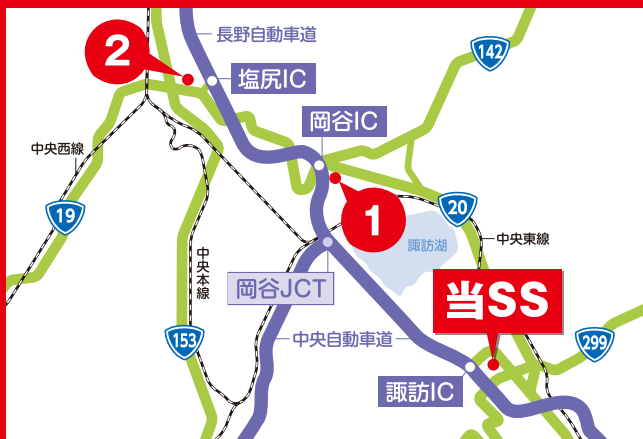 長野自動車道
142
2
塩尻IC
岡谷IC
中央西線
19
1
20
諏訪湖
中央東線
中央本線
岡谷JCT
当SS
153
中央自動車道
299
諏訪IC